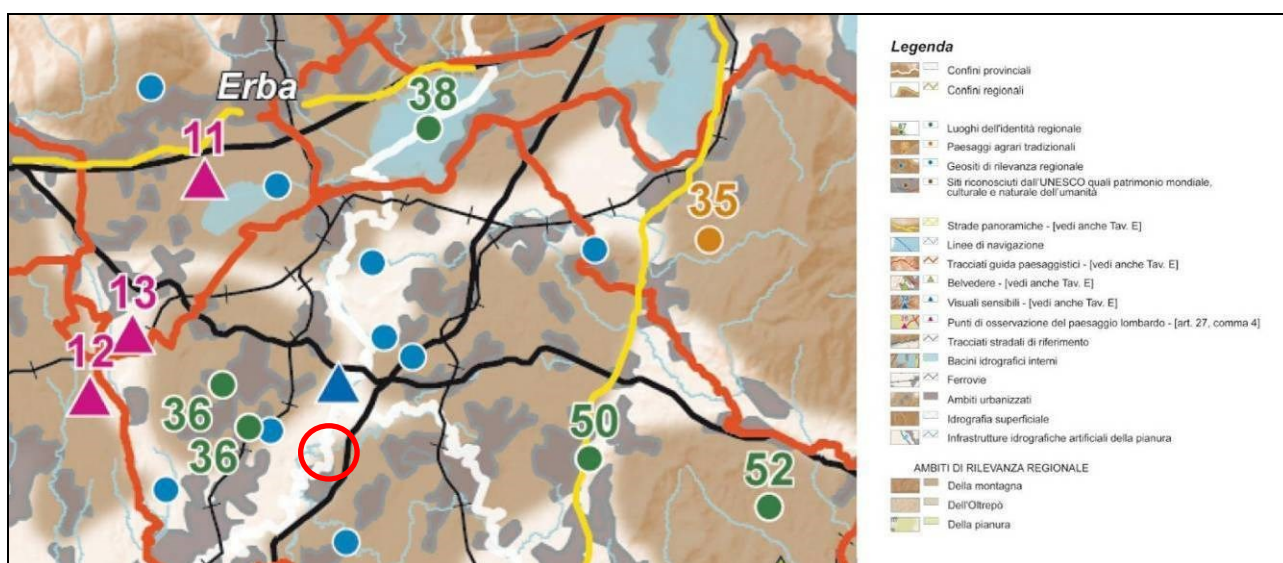 Erba
38
11
35
13
12
36
36
50
52
Legenda
Confini provinciali
Confini regionali
Luoghi dell'identità regionale
Paesaggi agrari tradizionali
Geositi di rilevanza regionale
Siti riconosciuti dall'UNESCO quali patrimonio mondiale,
culturale e naturale dell'umanità
Strade panoramiche - [vedi anche Tav. E]
Linee di navigazione
Tracciati guida paesaggistici - [vedi anche Tav. E]
Belvedere - [vedi anche Tav. E]
Visuali sensibili - [vedi anche Tav. E]
Punti di osservazione del paesaggio lombardo - [art. 27, comma 4]
Tracciati stradali di riferimento
Bacini idrografici interni
Ferrovie
Ambiti urbanizzati
Idrografia superficiale
Infrastrutture idrografiche artificiali della pianura
AMBITI DI RILEVANZA REGIONALE
Della montagna
Dell'Oltrepò
Della pianura